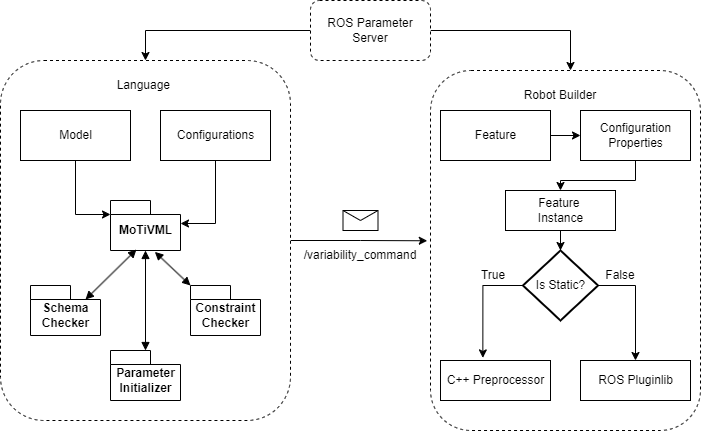 ROS Parameter
Server
Language
Model
Configurations
MoTiVML
Schema
Checker
Constraint
Checker
Parameter
Initializer
/variability_command
Robot Builder
Feature
Configuration
Properties
Feature
Instance
Is Static?
True
False
C++ Preprocessor
ROS Pluginlib